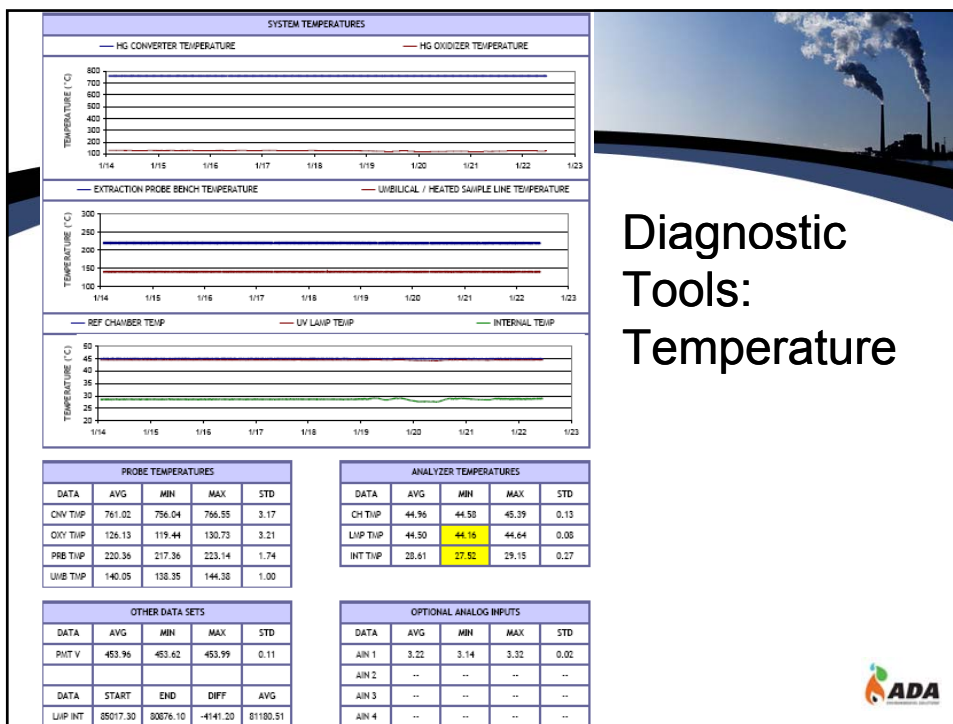 SYSTEM TEMPERATURES
HG CONVERTER TEMPERATURE HG OXIDIZER TEMPERATURE
TEMPERATURE (°C)
800
700
600
500
400
300
200
100
1/14 1/15 1/16 1/17 1/18 1/19 1/20 1/21 1/22 1/23
EXTRACTION PROBE BENCH TEMPERATURE UMBILICAL / HEATED SAMPLE LINE TEMPERATURE
TEMPERATURE (°C)
300
250
200
150
100
1/14 1/15 1/16 1/17 1/18 1/19 1/20 1/21 1/22 1/23
REF CHAMBER TEMP UV LAMP TEMP INTERNAL TEMP
TEMPERATURE (°C)
50
45
40
35
30
25
20
1/14 1/15 1/16 1/17 1/18 1/19 1/20 1/21 1/22 1/23
Diagnostic
Tools:
Temperature
PROBE TEMPERATURES
DATA AVG MIN MAX STD
CNV TMP 761.02 756.04 766.55 3.17
OXY TMP 126.13 119.44 130.73 3.21
PRB TMP 220.36 217.36 223.14 1.74
UMB TMP 140.05 138.35 144.38 1.00
ANALYZER TEMPERATURES
DATA AVG MIN MAX STD
CH TMP 44.96 44.58 45.39 0.13
LMP TMP 44.50 44.16 44.64 0.08
INT TMP 28.61 27.52 29.15 0.27
OTHER DATA SETS
DATA AVG MIN MAX STD
PMT V 453.96 453.62 453.99 0.11
DATA START END DIFF AVG
LMP INT 85017.30 80876.10 -4141.20 81180.51
OPTIONAL ANALOG INPUTS
DATA AVG MIN MAX STD
AIN 1 3.22 3.14 3.32 0.02
AIN 2 -- -- -- --
AIN 3 -- -- -- --
AIN 4 -- -- -- --
ADA
ENVIRONMENTAL SOLUTIONS